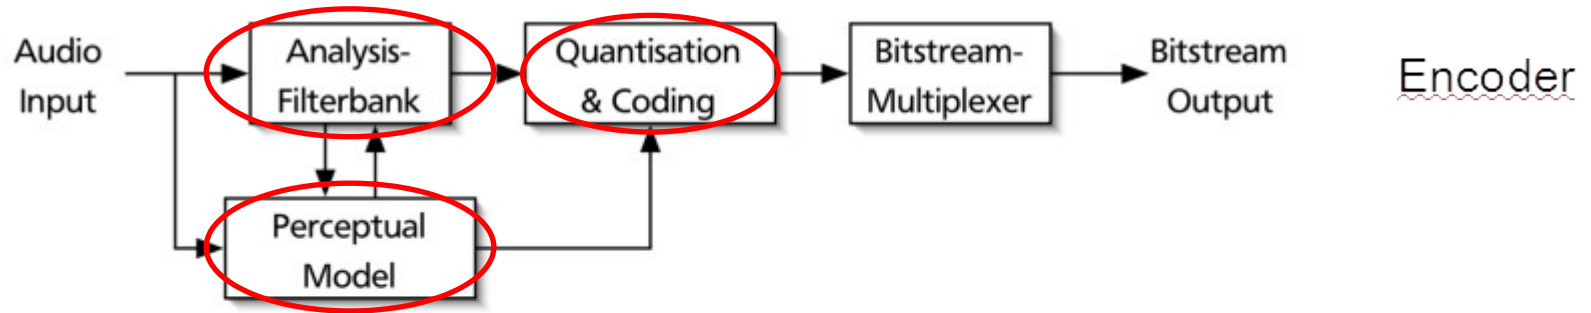 Audio
Input
Analysis-
Filterbank
Quantisation
& Coding
Bitstream-
Multiplexer
Bitstream
Output
Encoder
Perceptual
Model